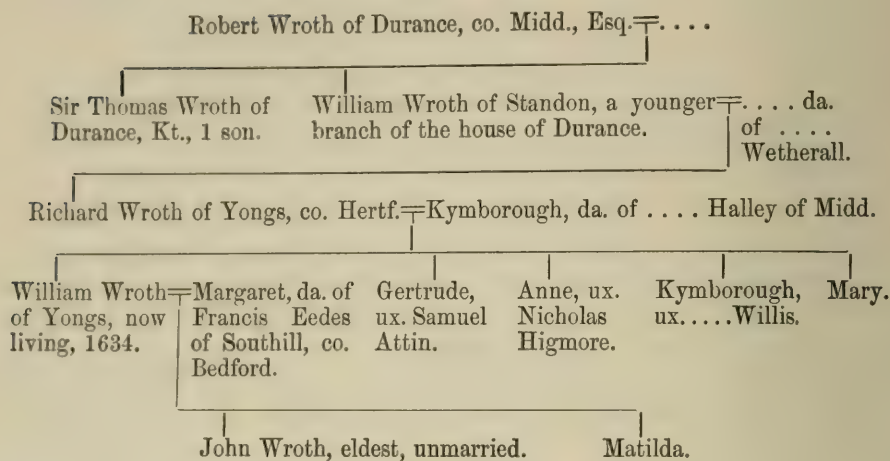 Robert Wroth of Durance, co. Midd., Esq.=. . . .
Sir Thomas Wroth of
Durance, Kt., 1 son.
William Wroth of Standon, a younger=. . . . da.
branch of the house of Durance.
of . . . .
Wetherall.
Richard Wroth of Yongs, co. Hertf.=Kymborough, da. of . . . . Halley of Midd.
William Wroth=
of Yongs, now
living, 1634.
Margaret, da. of
Francis Eedes
of Southill, co.
Bedford.
Gertrude,
ux. Samuel
Attin.
Anne, ux.
Nicholas
Higmore.
Kymborough,
ux.....Willis.
Mary.
John Wroth, eldest, unmarried.
Matilda.